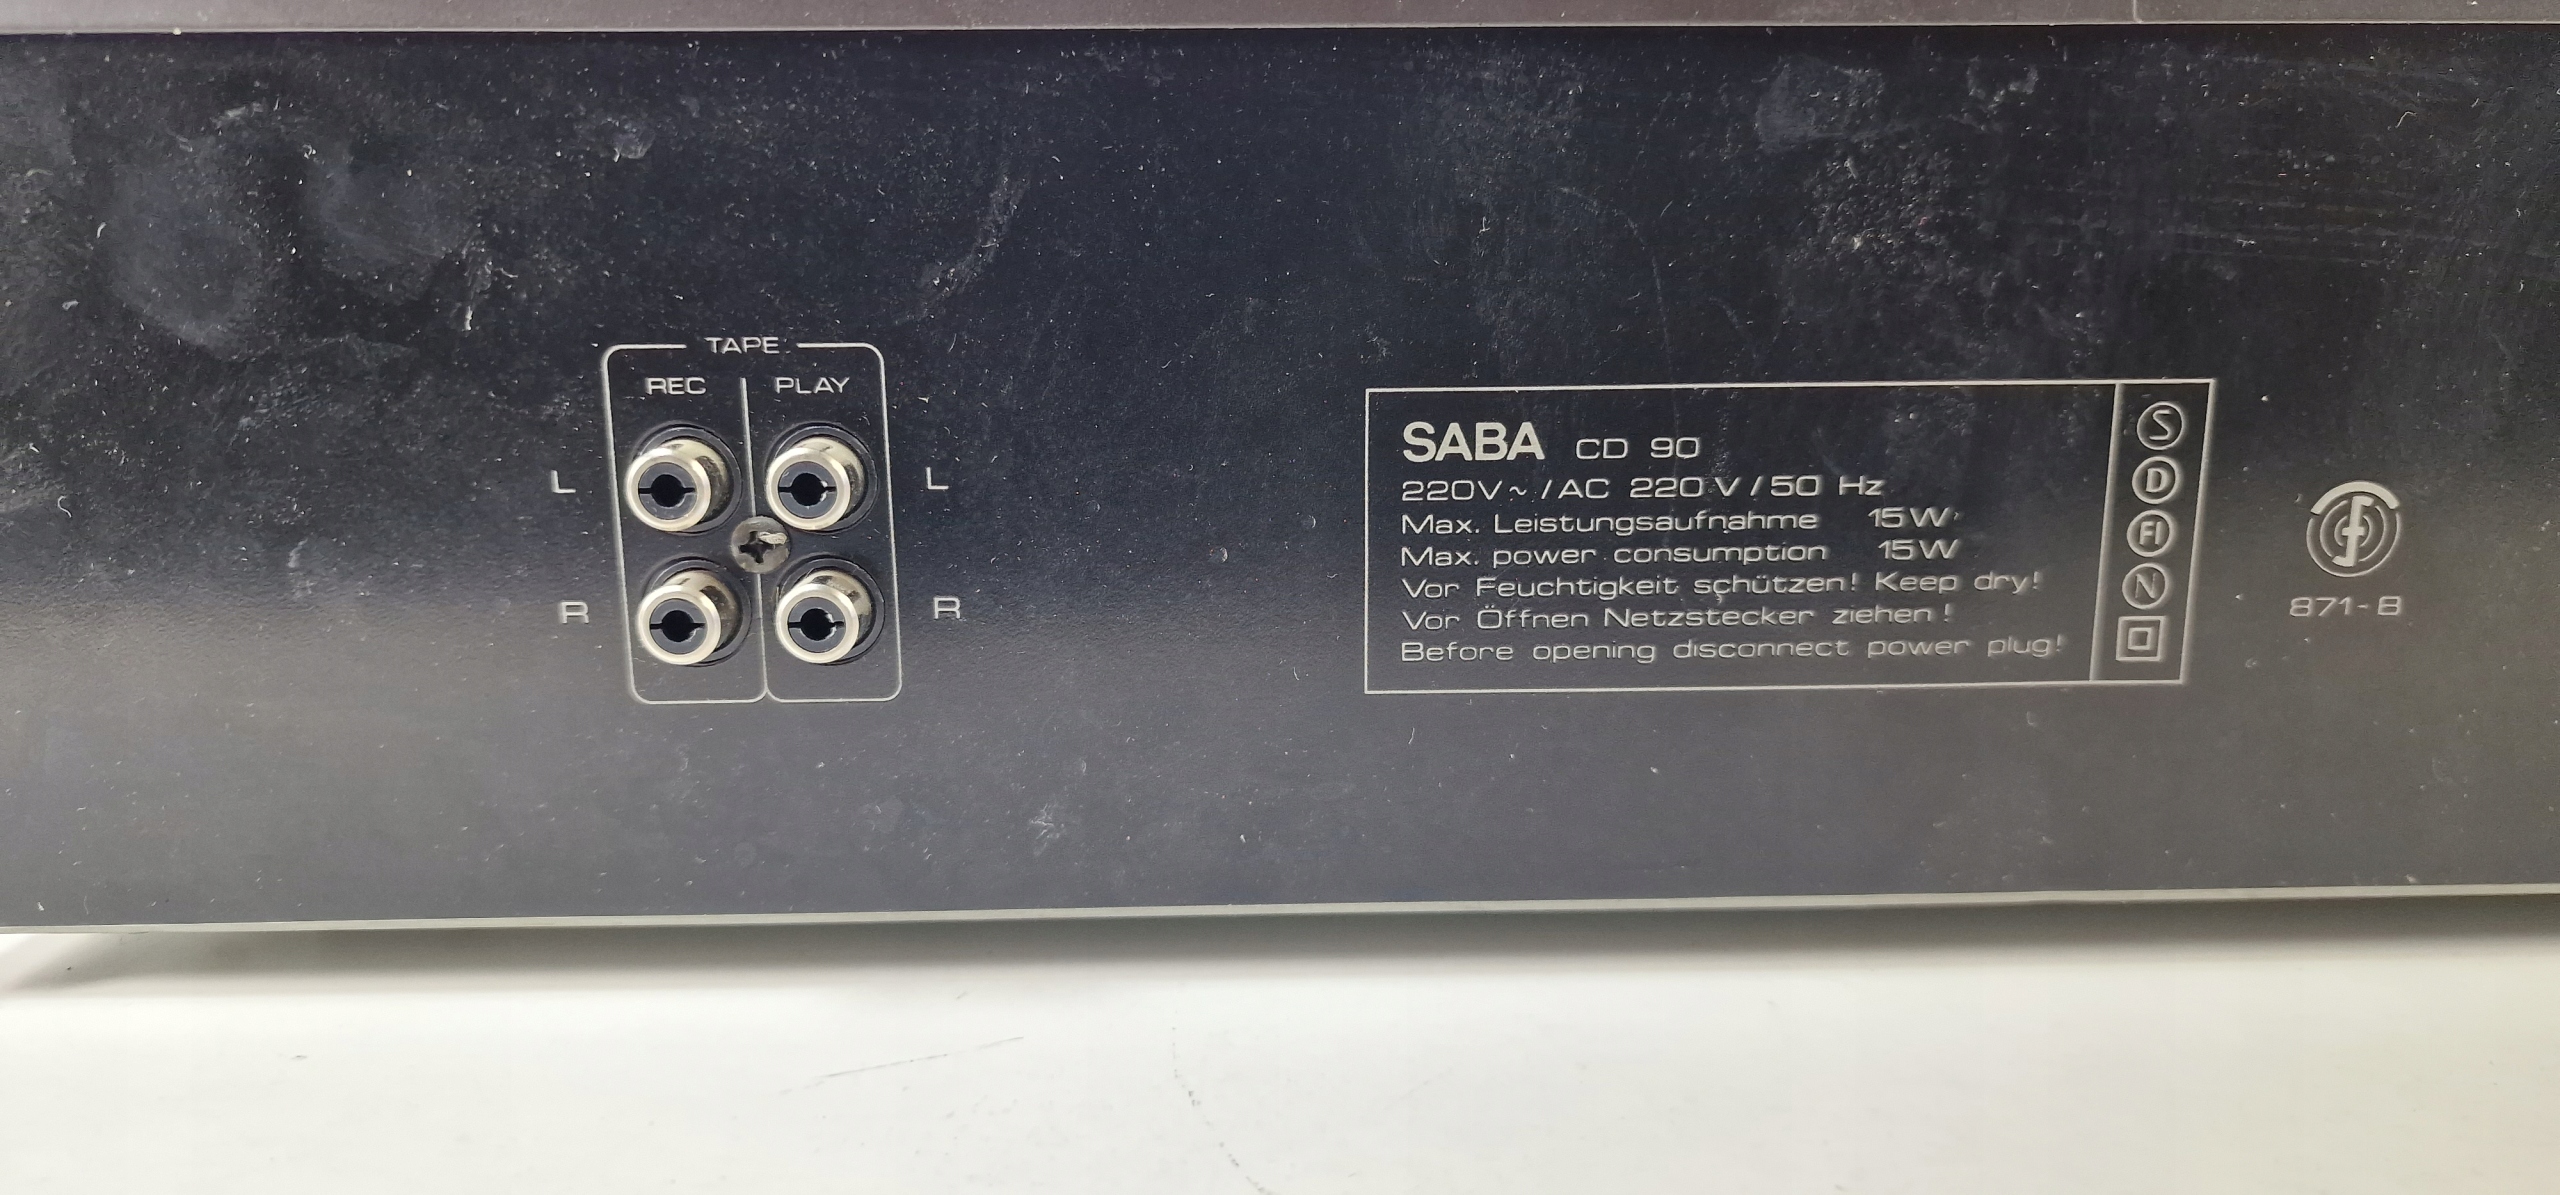 TAPE
REC PLAY
L L
R R
SABA CD 90
220V~/AC 220 V/50 Hz
Max. Leistungsaufnahme 15W
Max. power consumption 15W
Vor Feuchtigkeit schützen! Keep dry!
Vor Öffnen Netzstecker ziehen!
Before opening disconnect power plug!
S
D
FI
N
871-B